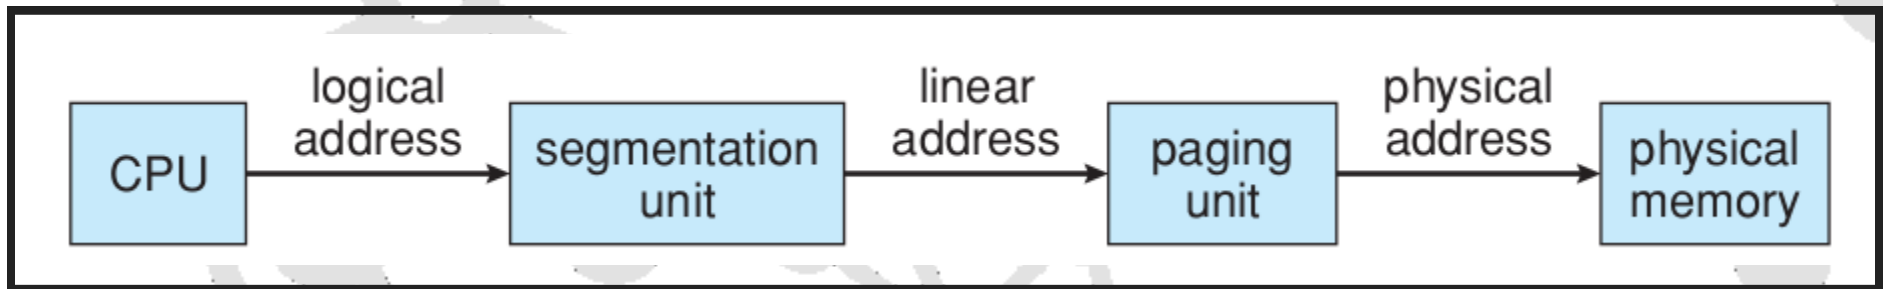 logical
address
linear
address
physical
address
CPU
segmentation
unit
paging
unit
physical
memory